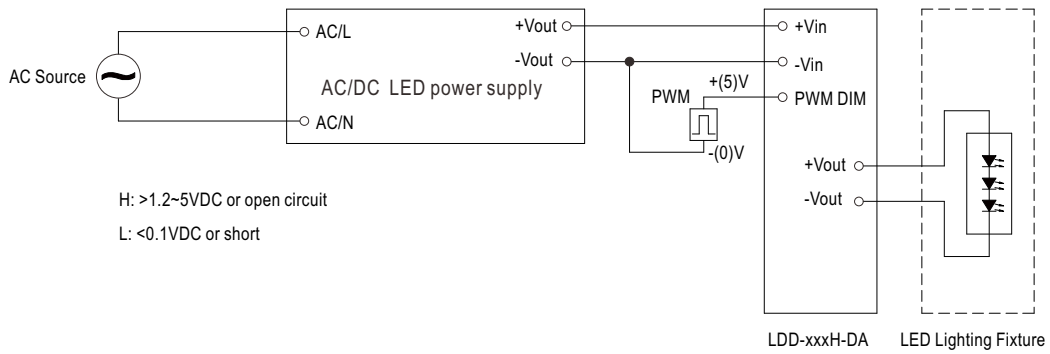 AC Source
AC/L
AC/N
AC/DC LED power supply
+Vout
-Vout
PWM
+(5)V
-(0)V
+Vin
-Vin
PWM DIM
+Vout
-Vout
H: >1.2~5VDC or open circuit
L: <0.1VDC or short
LDD-xxxH-DA
LED Lighting Fixture